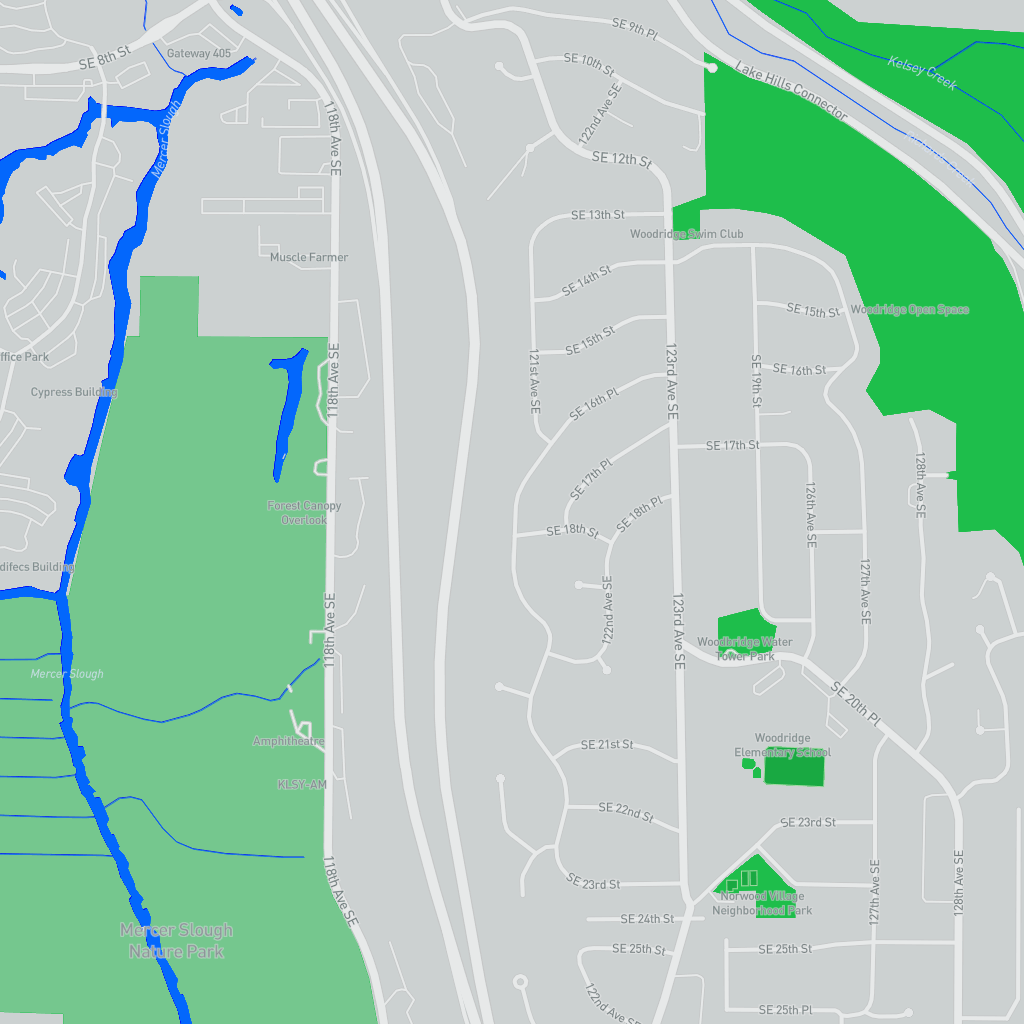 SE 9th Pl
SE 8th St
Gateway 405
SE 10th St
Kelsey Creek
Lake Hills Connector
122nd Ave SE
Mercer Slough
118th Ave SE
SE 12th St
SE 13th St
Woodridge Swim Club
Muscle Farmer
SE 14th St
Woodridge Open Space
SE 15th St
SE 15th St
ffice Park
118th Ave SE
121st Ave SE
123rd Ave SE
SE 19th St
SE 16th St
Cypress Building
SE 16th Pl
SE 17th St
SE 17th Pl
128th Ave SE
126th Ave SE
Forest Canopy
Overlook
SE 18th St
SE 18th Pl
difecs Building
127th Ave SE
118th Ave SE
122nd Ave SE
123rd Ave SE
Woodbridge Water
Tower Park
Mercer Slough
SE 20th Pl
Amphitheatre
SE 21st St
Woodridge
Elementary School
KLSY-AM
SE 22nd St
SE 23rd St
118th Ave SE
SE 23rd St
127th Ave SE
128th Ave SE
Norwood Village
Neighborhood Park
SE 24th St
Mercer Slough
Nature Park
SE 25th St
SE 25th St
122nd Ave SE
SE 25th Pl